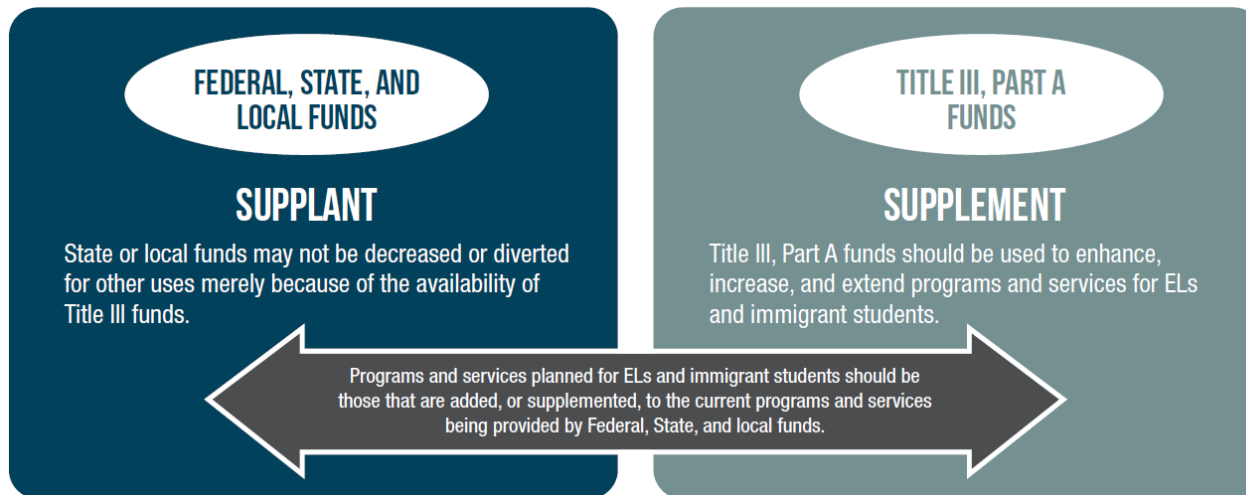 FEDERAL, STATE, AND
LOCAL FUNDS
SUPPLANT
State or local funds may not be decreased or diverted
for other uses merely because of the availability of
Title III funds.
TITLE III, PART A
FUNDS
SUPPLEMENT
Title III, Part A funds should be used to enhance,
increase, and extend programs and services for ELs
and immigrant students.
Programs and services planned for ELs and immigrant students should be
those that are added, or supplemented, to the current programs and services
being provided by Federal, State, and local funds.